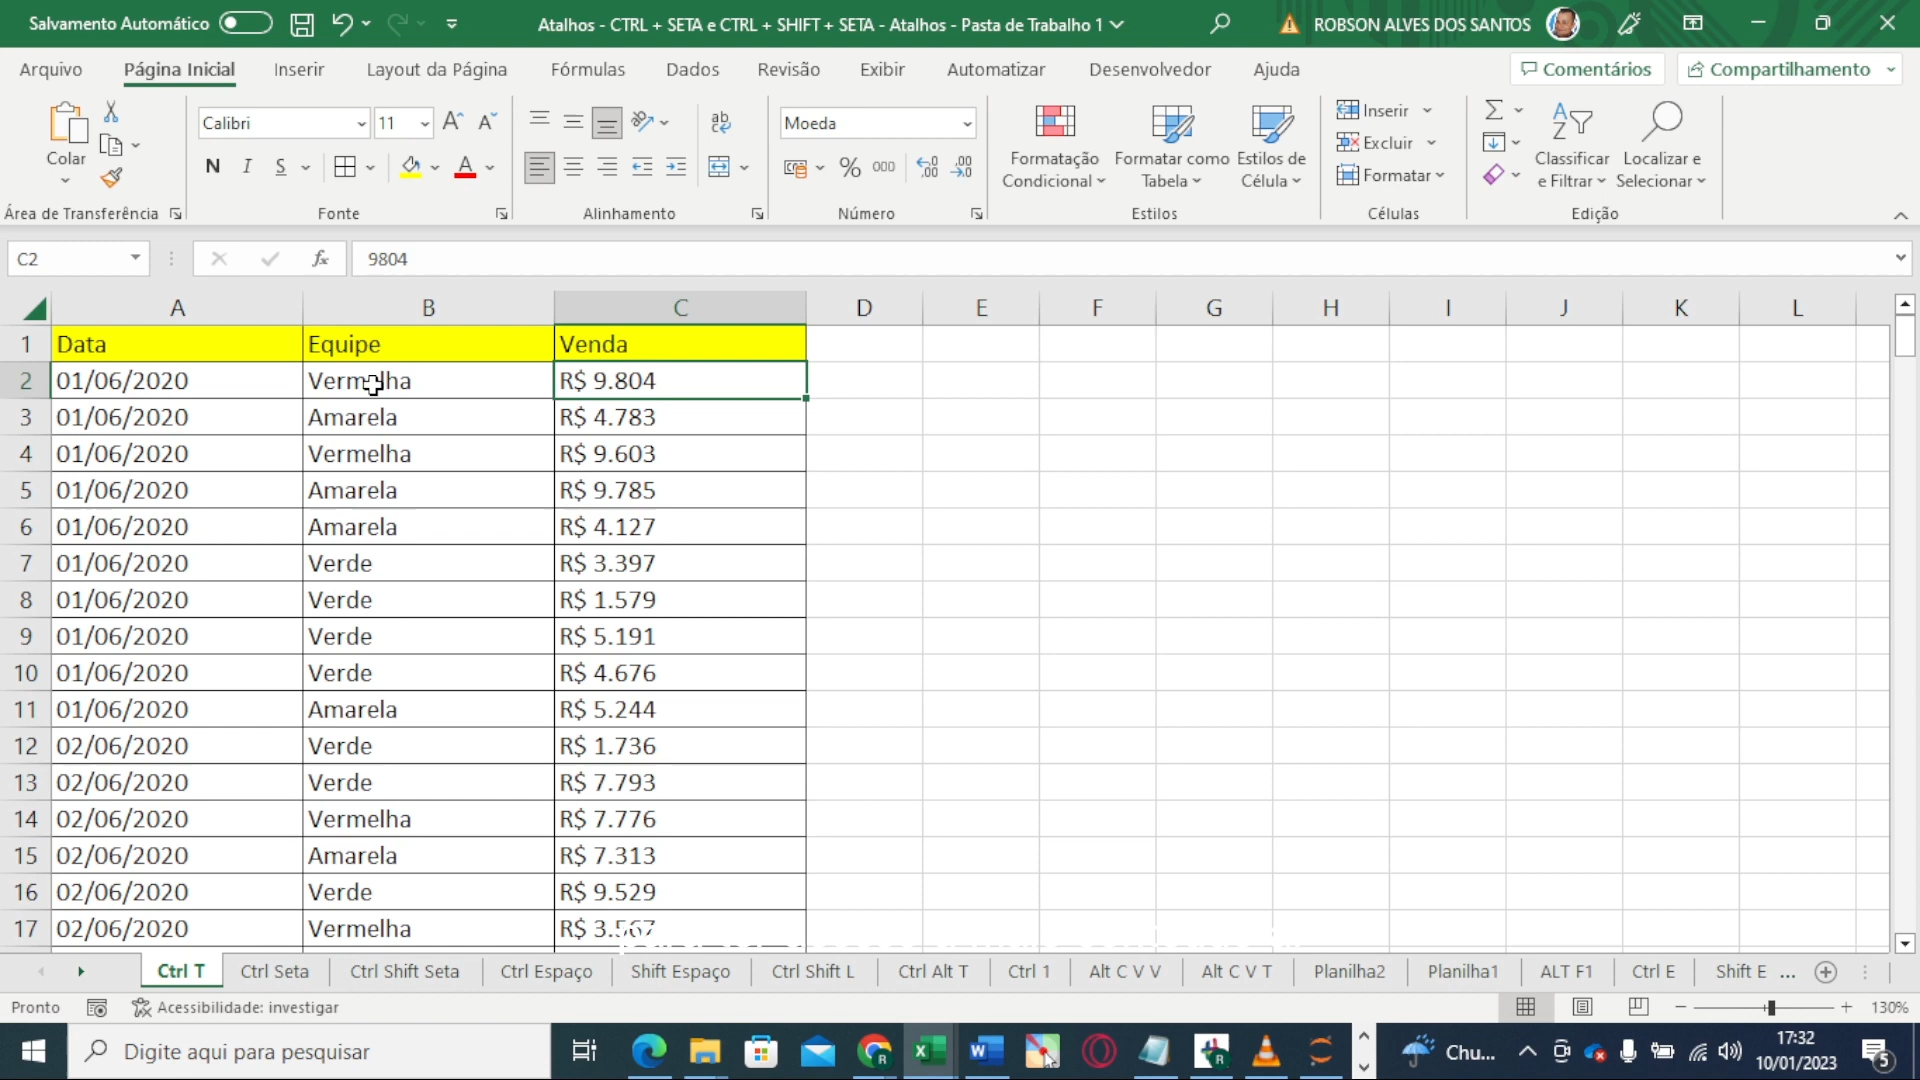 Salvamento Automático
Atalhos - CTRL + SETA e CTRL + SHIFT + SETA - Atalhos - Pasta de Trabalho 1
ROBSON ALVES DOS SANTOS
Arquivo Página Inicial Inserir Layout da Página Fórmulas Dados Revisão Exibir Automatizar Desenvolvedor Ajuda Comentários Compartilhamento
Colar
Área de Transferência
Calibri 11
N I S
Fonte
Alinhamento
Moeda
% 000
Número
Formatação Condicional
Formatar como Tabela
Estilos de Célula
Estilos
Inserir
Excluir
Formatar
Células
Classificar e Filtrar
Localizar e Selecionar
Edição
C2 fx 9804
A B C D E F G H I J K L
1 Data Equipe Venda
2 01/06/2020 Vermelha R$ 9.804
3 01/06/2020 Amarela R$ 4.783
4 01/06/2020 Vermelha R$ 9.603
5 01/06/2020 Amarela R$ 9.785
6 01/06/2020 Amarela R$ 4.127
7 01/06/2020 Verde R$ 3.397
8 01/06/2020 Verde R$ 1.579
9 01/06/2020 Verde R$ 5.191
10 01/06/2020 Verde R$ 4.676
11 01/06/2020 Amarela R$ 5.244
12 02/06/2020 Verde R$ 1.736
13 02/06/2020 Verde R$ 7.793
14 02/06/2020 Vermelha R$ 7.776
15 02/06/2020 Amarela R$ 7.313
16 02/06/2020 Verde R$ 9.529
17 02/06/2020 Vermelha R$ 3.567
Ctrl T Ctrl Seta Ctrl Shift Seta Ctrl Espaço Shift Espaço Ctrl Shift L Ctrl Alt T Ctrl 1 Alt C V V Alt C V T Planilha2 Planilha1 ALT F1 Ctrl E Shift E ...
Pronto Acessibilidade: investigar 130%
Digite aqui para pesquisar
Chu...
17:32
10/01/2023
5